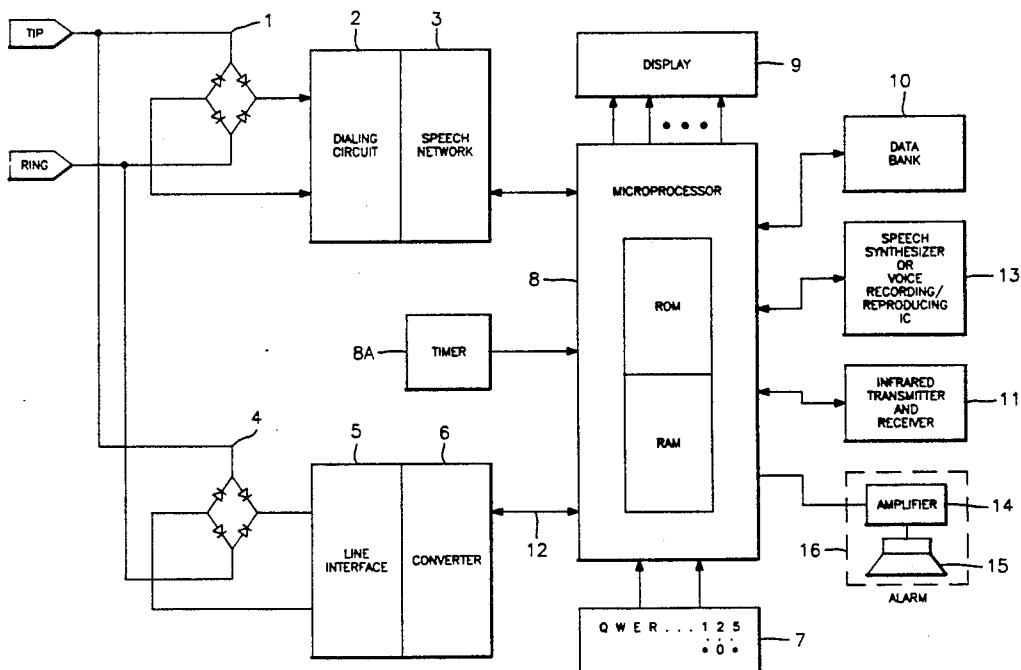 TIP
1
2
3
DISPLAY
9
10
DIALING
CIRCUIT
SPEECH
NETWORK
DATA
BANK
RING
MICROPROCESSOR
SPEECH
SYNTHESIZER
OR
VOICE
RECORDING/
REPRODUCING
IC
13
8
ROM
8A
TIMER
INFRARED
TRANSMITTER
AND
RECEIVER
11
RAM
4
5
6
AMPLIFIER
14
LINE
INTERFACE
CONVERTER
12
16
15
ALARM
Q W E R . . . 1 2 5
• 0 •
7